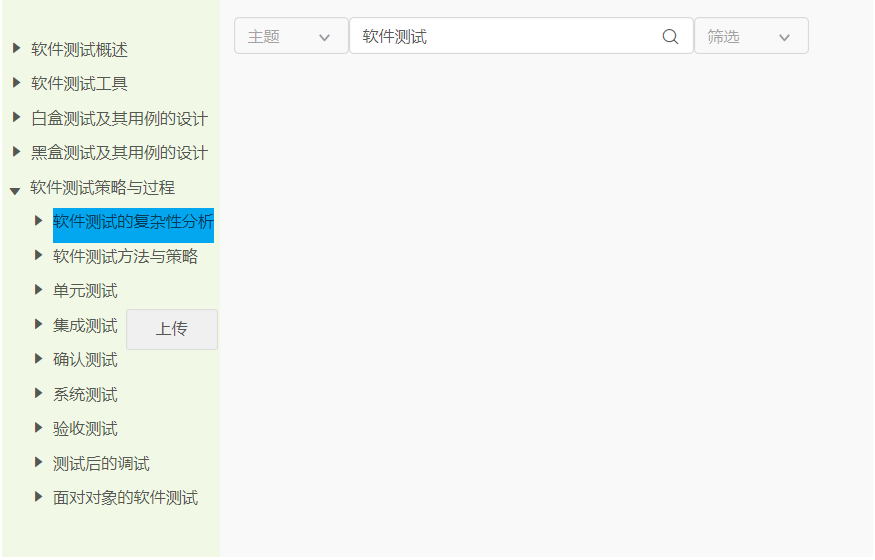 主题 软件测试 筛选
软件测试概述
软件测试工具
白盒测试及其用例的设计
黑盒测试及其用例的设计
软件测试策略与过程
软件测试的复杂性分析
软件测试方法与策略
单元测试
集成测试
上传
确认测试
系统测试
验收测试
测试后的调试
面对对象的软件测试